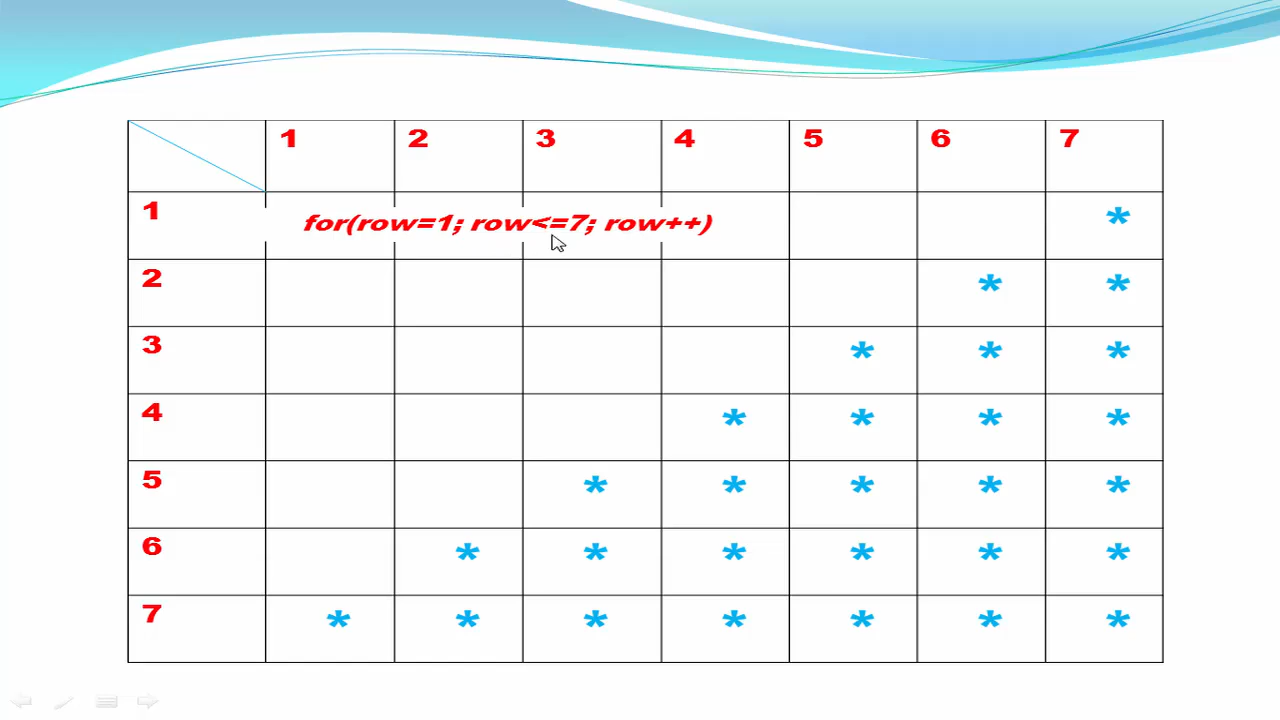 1 2 3 4 5 6 7
1 for(row=1; row<=7; row++) *
2 * *
3 * * *
4 * * * *
5 * * * * *
6 * * * * * *
7 * * * * * * *